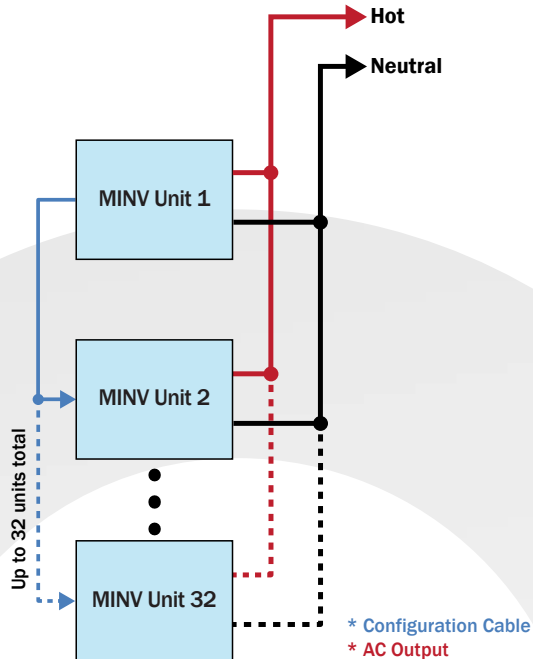 Hot
Neutral
MINV Unit 1
MINV Unit 2
Up to 32 units total
MINV Unit 32
* Configuration Cable
* AC Output